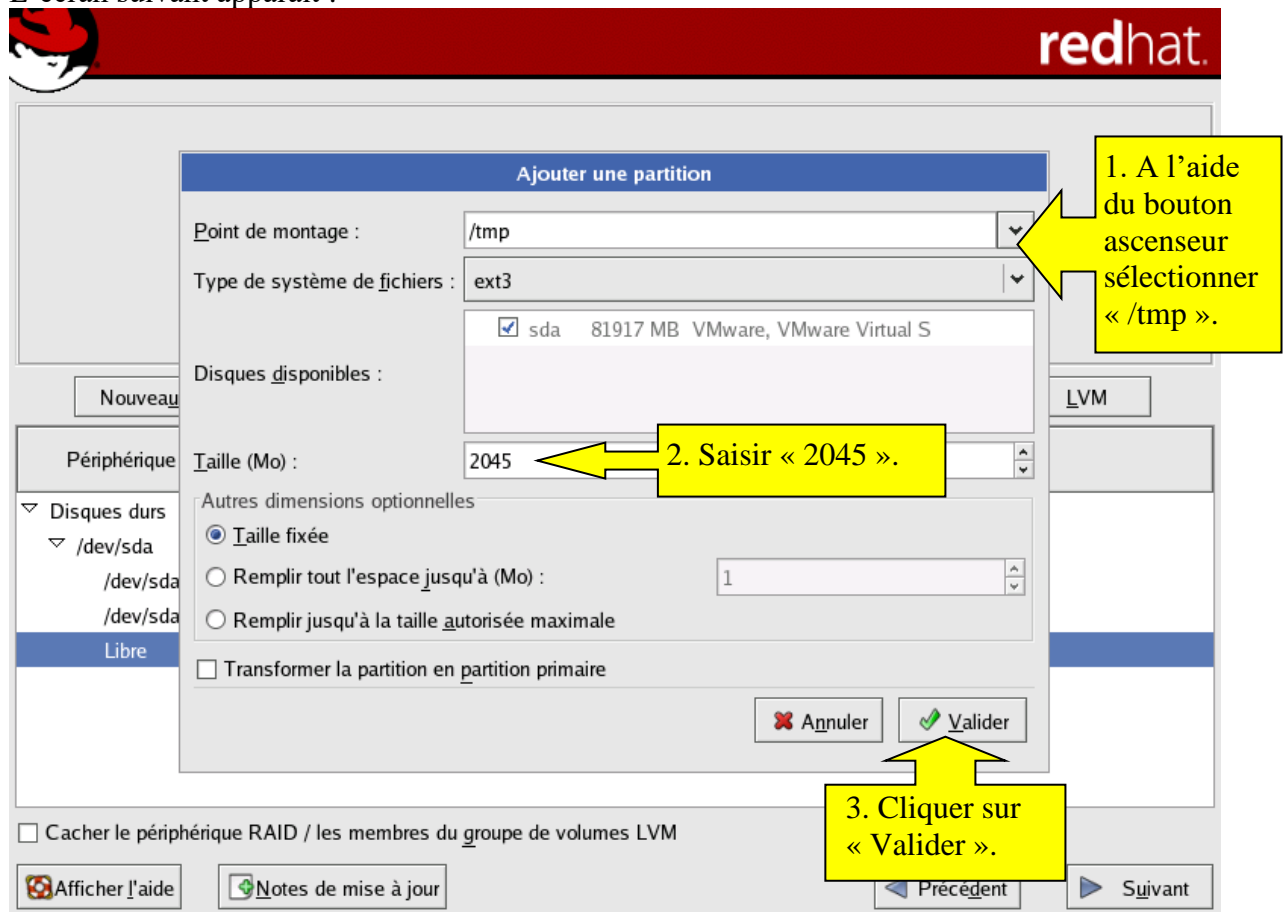 L'écran suivant apparaît :
redhat.
Ajouter une partition
Point de montage :
/tmp
1. A l'aide
du bouton
ascenseur
sélectionner
« /tmp ».
Type de système de fichiers :
ext3
sda 81917 MB VMware, VMware Virtual S
Disques disponibles :
Nouveau
LVM
Périphérique
Taille (Mo) :
2045
2. Saisir « 2045 ».
Autres dimensions optionnelles
Disques durs
Taille fixée
/dev/sda
Remplir tout l'espace jusqu'à (Mo) :
1
/dev/sda
Remplir jusqu'à la taille autorisée maximale
/dev/sda
Libre
Transformer la partition en partition primaire
Annuler
Valider
3. Cliquer sur
« Valider ».
Cacher le périphérique RAID / les membres du groupe de volumes LVM
Afficher l'aide
Notes de mise à jour
Précédent
Suivant